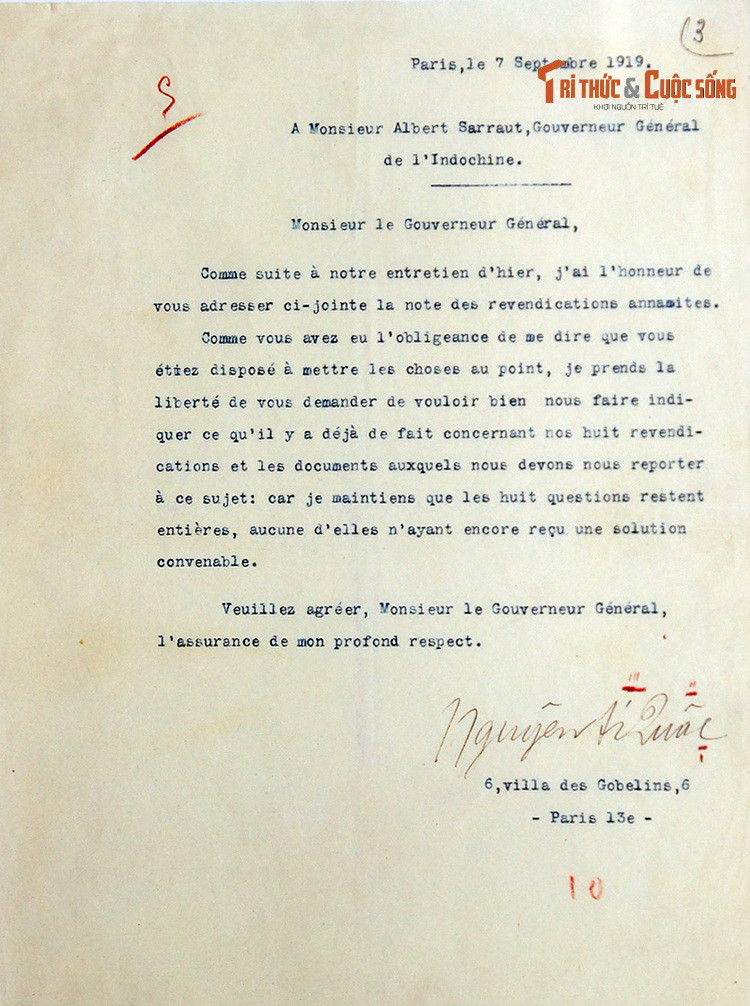 (3
Paris,le 7 Septembre 1919.
TRI THỨC & CUỘC SỐNG
KHƠI NGUỒN TRI TUỆ
A Monsieur Albert Sarraut,Gouverneur Général
de l'Indochine.
Monsieur le Gouverneur Général,
Comme suite à notre entretien d'hier, j'ai l'honneur de
vous adresser ci-jointe la note des revendications annamites.
Comme vous avez eu l'obligeance de me dire que vous
étiez disposé à mettre les choses au point, je prends la
liberté de vous demander de vouloir bien nous faire indi-
quer ce qu'il y a déjà de fait concernant nos huit revendi-
cations et les documents auxquels nous devons nous reporter
à ce sujet: car je maintiens que les huit questions restent
entières, aucune d'elles n'ayant encore reçu une solution
convenable.
Veuillez agréer, Monsieur le Gouverneur Général,
l'assurance de mon profond respect.
Nguyên Ái Quâc
6,villa des Gobelins,6
- Paris 13e -
10